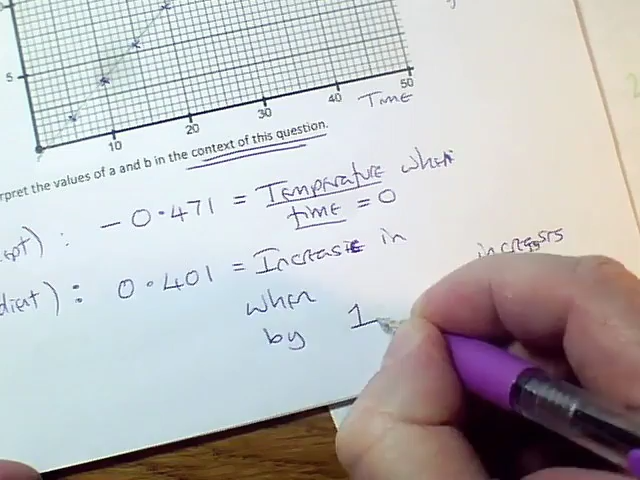 5
10 20 30 40 50
Time
rpret the values of a and b in the context of this question.
ept) : -0.471 = Temperature when
time = 0
dient) : 0.401 = Increase in increases
when
by 1